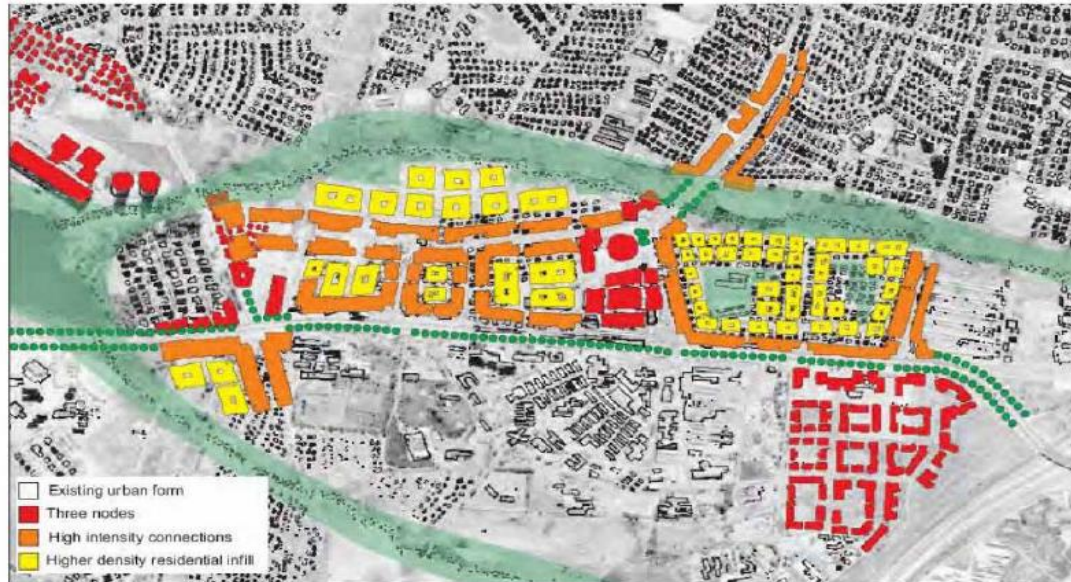 Existing urban form
Three nodes
High intensity connections
Higher density residential infill